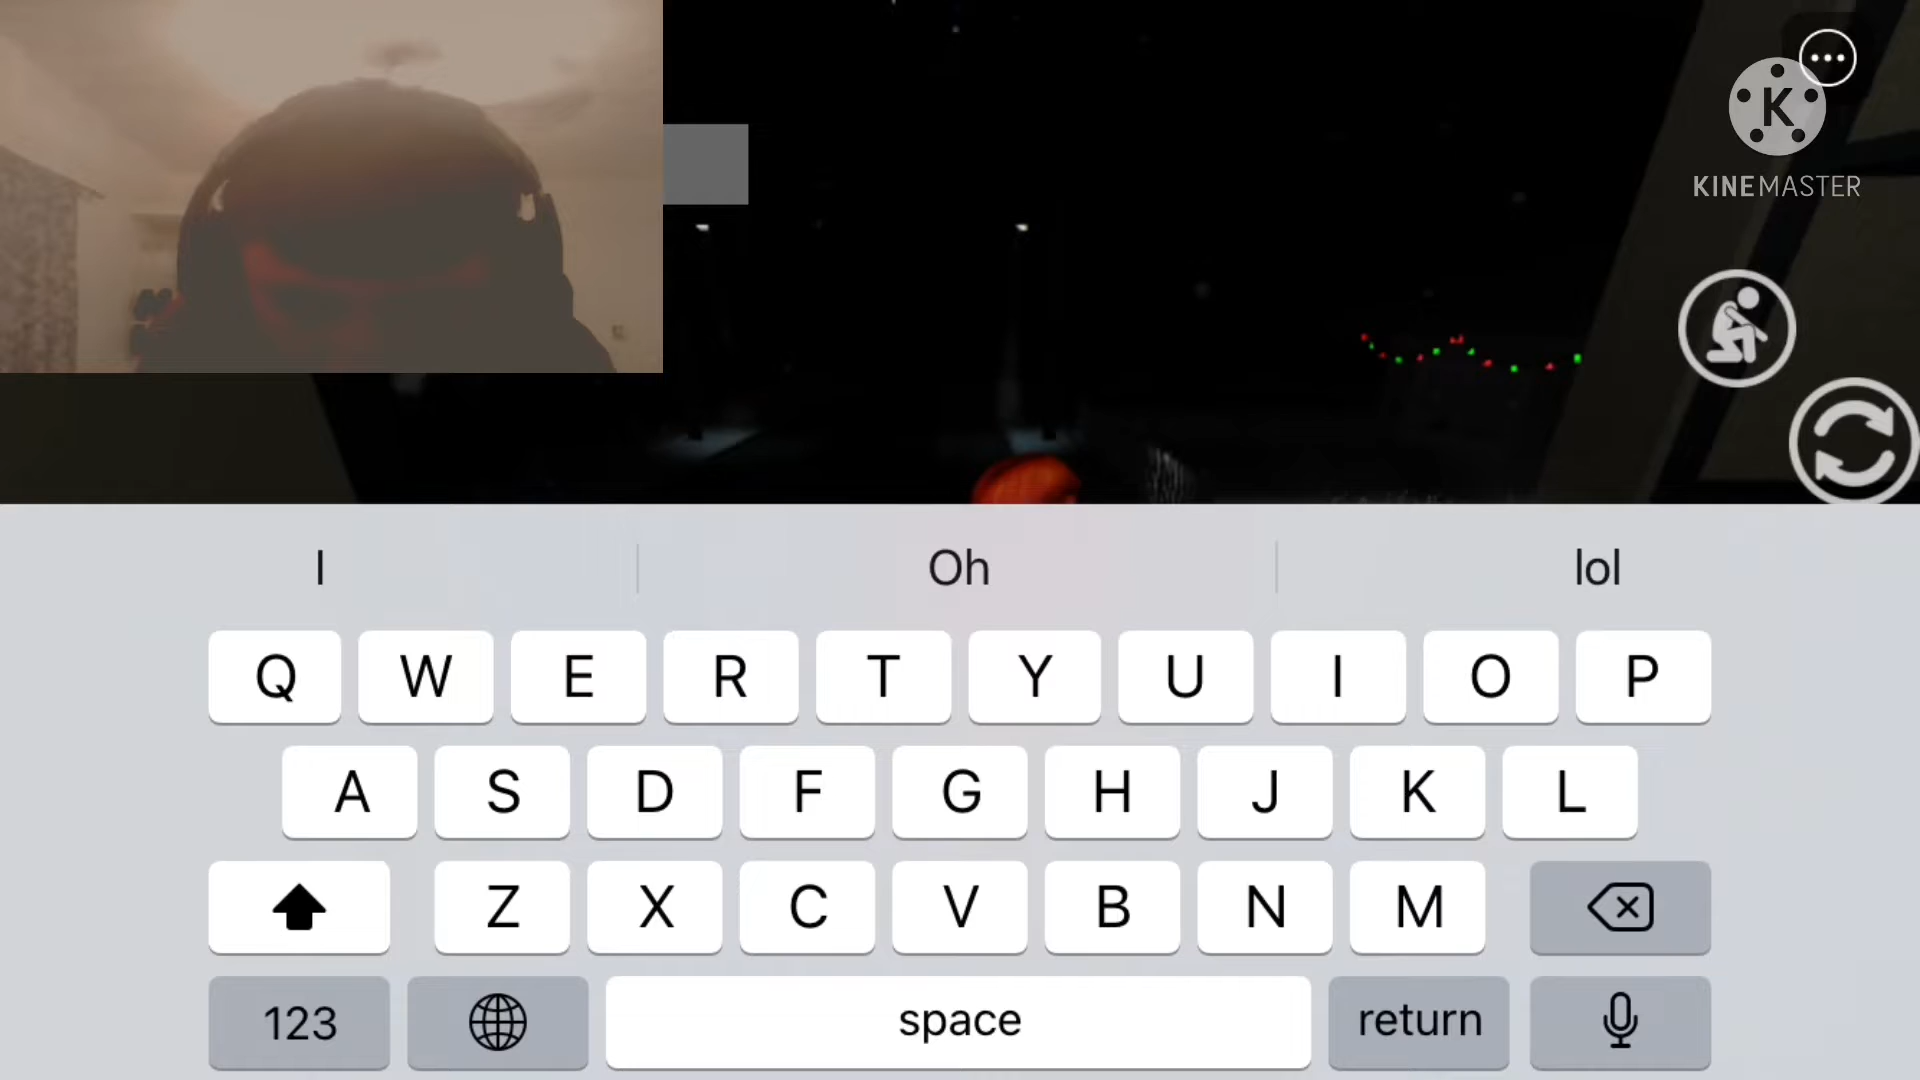 K
KINEMASTER
I Oh lol
Q W E R T Y U I O P
A S D F G H J K L
Z X C V B N M
123 space return